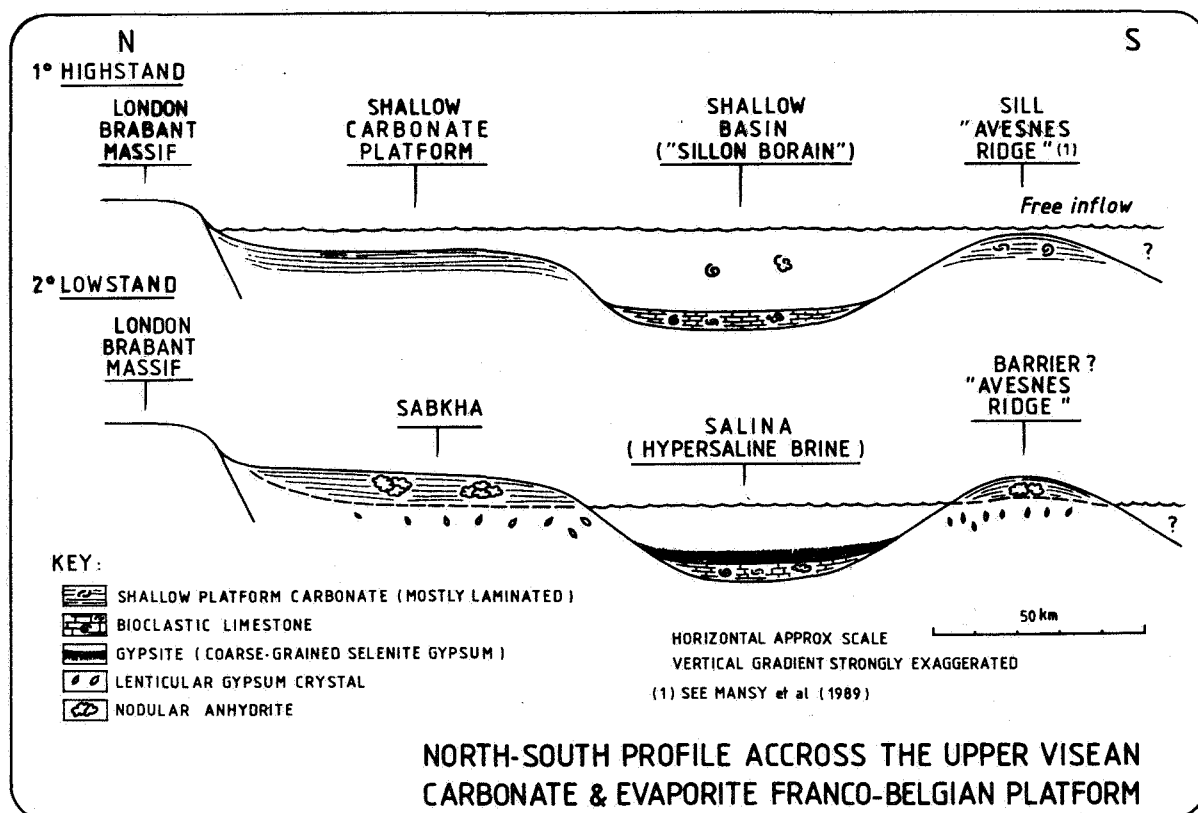 N
S
1° HIGHSTAND
LONDON
BRABANT
MASSIF
SHALLOW
CARBONATE
PLATFORM
SHALLOW
BASIN
("SILLON BORAIN")
SILL
"AVESNES
RIDGE" (1)
Free inflow
?
2° LOWSTAND
LONDON
BRABANT
MASSIF
SABKHA
SALINA
( HYPERSALINE BRINE )
BARRIER ?
"AVESNES
RIDGE "
?
KEY :
SHALLOW PLATFORM CARBONATE ( MOSTLY LAMINATED )
BIOCLASTIC LIMESTONE
GYPSITE ( COARSE-GRAINED SELENITE GYPSUM )
LENTICULAR GYPSUM CRYSTAL
NODULAR ANHYDRITE
50 km
HORIZONTAL APPROX SCALE
VERTICAL GRADIENT STRONGLY EXAGGERATED
(1) SEE MANSY et al (1989)
NORTH-SOUTH PROFILE ACCROSS THE UPPER VISEAN
CARBONATE & EVAPORITE FRANCO-BELGIAN PLATFORM